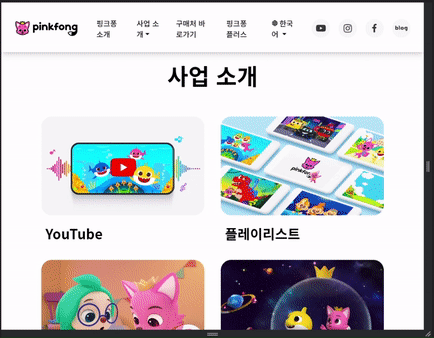 pinkfong
핑크퐁
소개
사업 소
개
구매처 바
로가기
핑크퐁
플러스
한국
어
blog
사업 소개
pinkfong
YouTube
플레이리스트